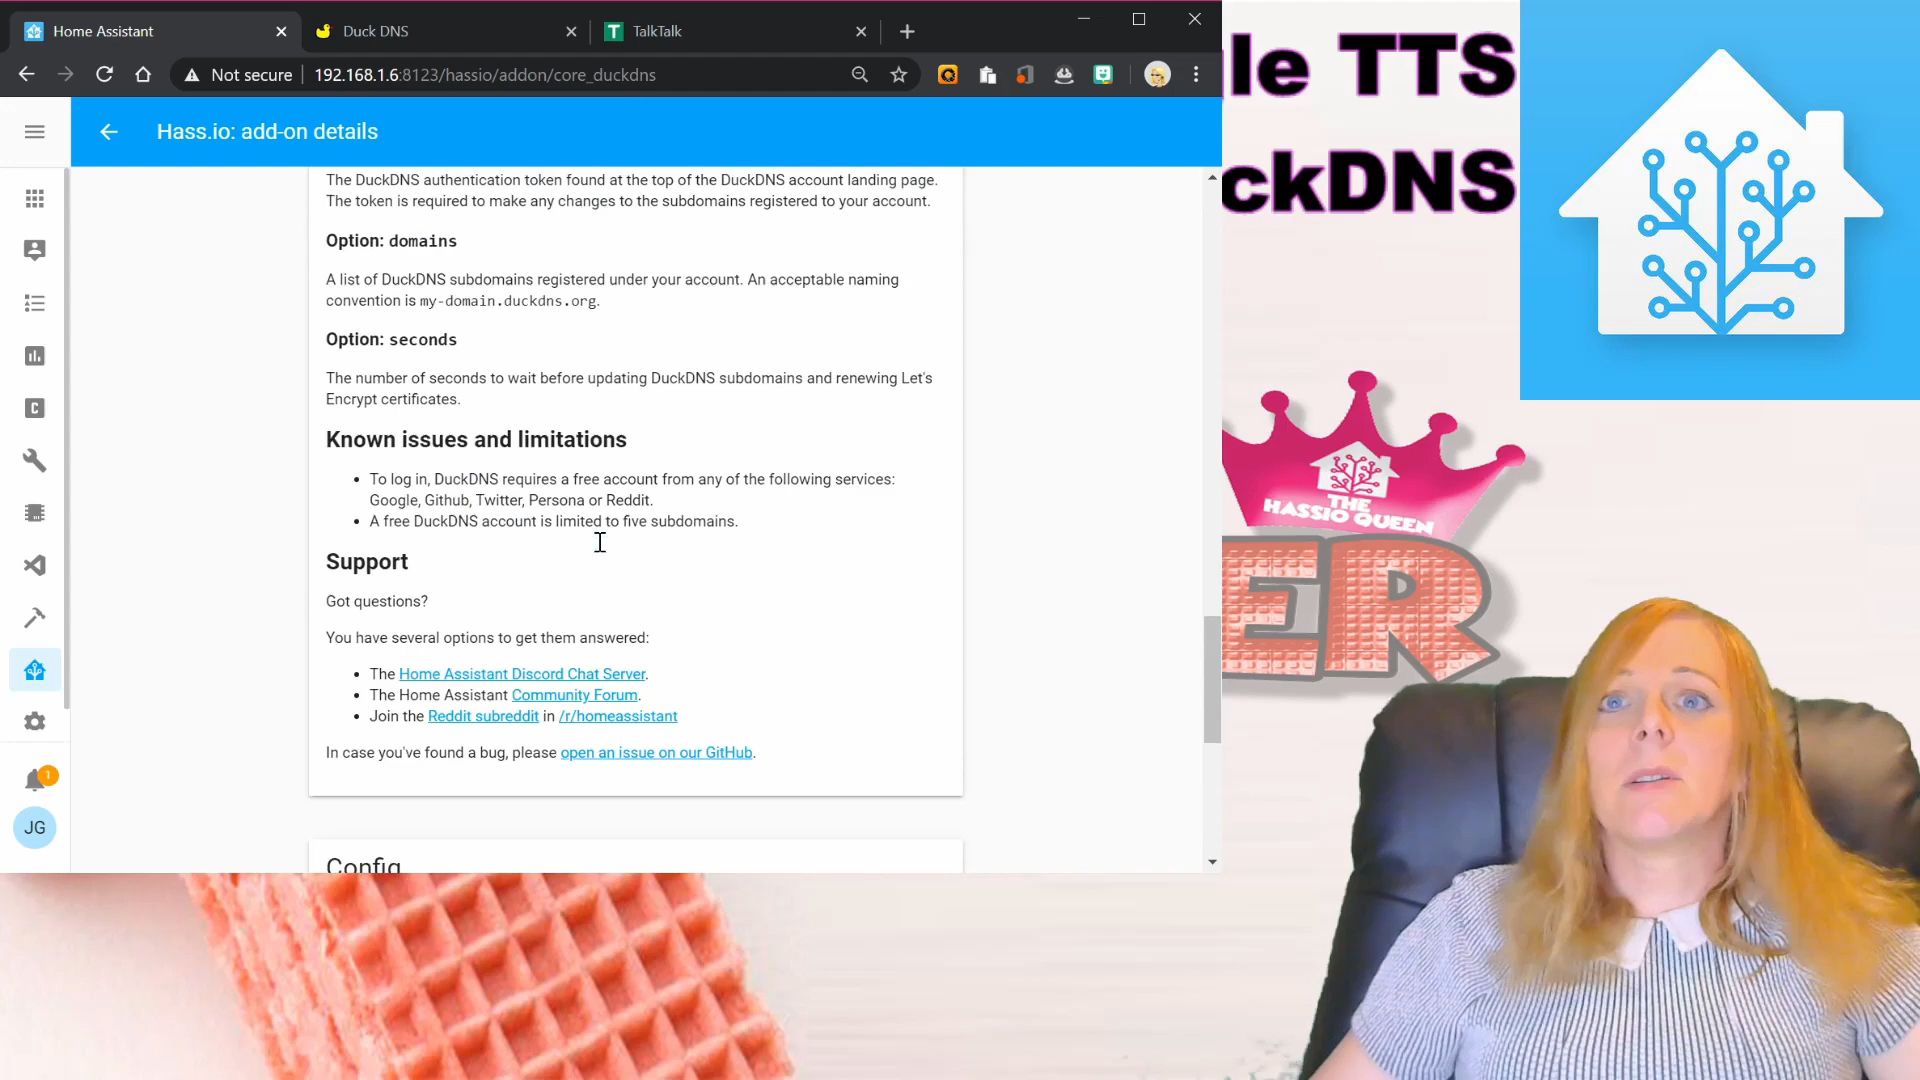 Home Assistant
Duck DNS
TalkTalk
Not secure
192.168.1.6:8123/hassio/addon/core_duckdns
Hass.io: add-on details
The DuckDNS authentication token found at the top of the DuckDNS account landing page.
The token is required to make any changes to the subdomains registered to your account.
Option: domains
A list of DuckDNS subdomains registered under your account. An acceptable naming
convention is my-domain.duckdns.org.
Option: seconds
The number of seconds to wait before updating DuckDNS subdomains and renewing Let's
Encrypt certificates.
Known issues and limitations
• To log in, DuckDNS requires a free account from any of the following services:
Google, Github, Twitter, Persona or Reddit.
• A free DuckDNS account is limited to five subdomains.
Support
Got questions?
You have several options to get them answered:
• The Home Assistant Discord Chat Server.
• The Home Assistant Community Forum.
• Join the Reddit subreddit in /r/homeassistant
In case you've found a bug, please open an issue on our GitHub.
Config
1
JG
le TTS
ckDNS
THE
HASSIO QUEEN
ER